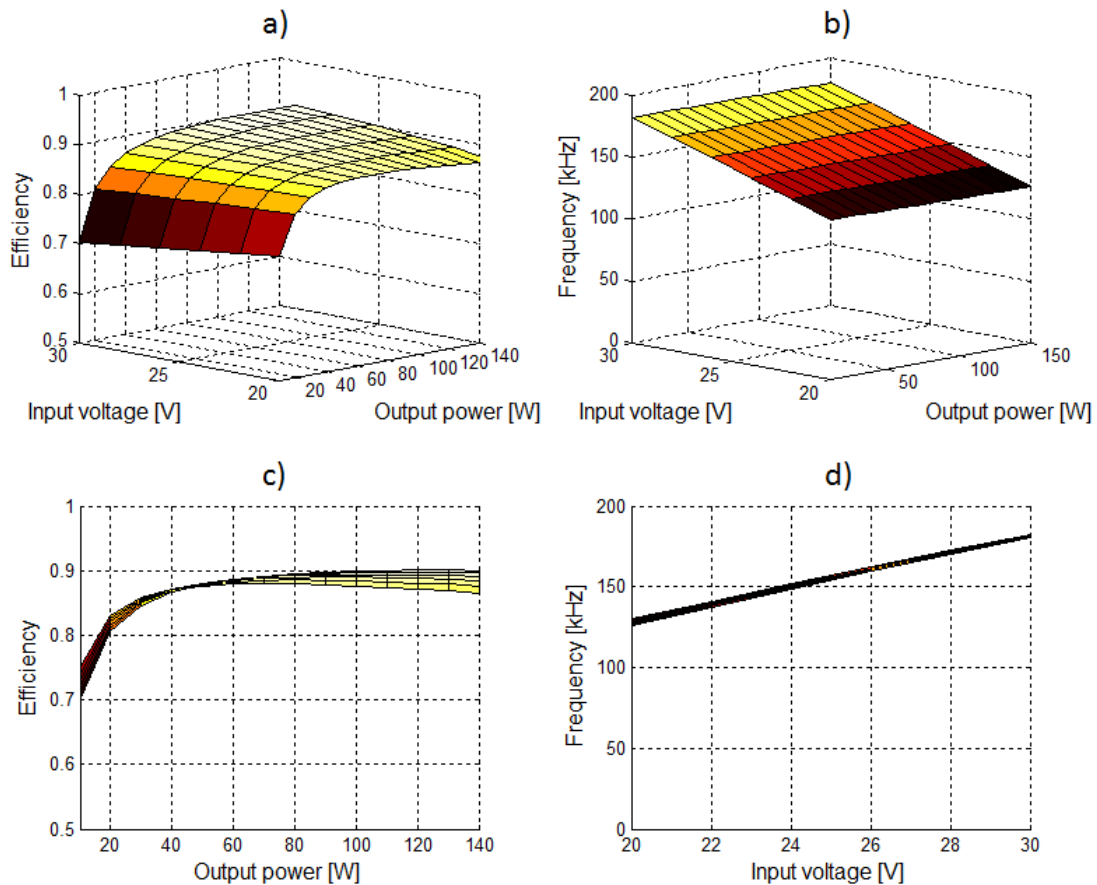 a)
1
0.9
0.8
0.7
0.6
0.5
Efficiency
30
25
20
Input voltage [V]
20 40 60 80 100 120 140
Output power [W]
b)
200
150
100
50
0
Frequency [kHz]
30
25
20
Input voltage [V]
50 100 150
Output power [W]
c)
1
0.9
0.8
0.7
0.6
0.5
Efficiency
20 40 60 80 100 120 140
Output power [W]
d)
200
150
100
50
0
Frequency [kHz]
20 22 24 26 28 30
Input voltage [V]